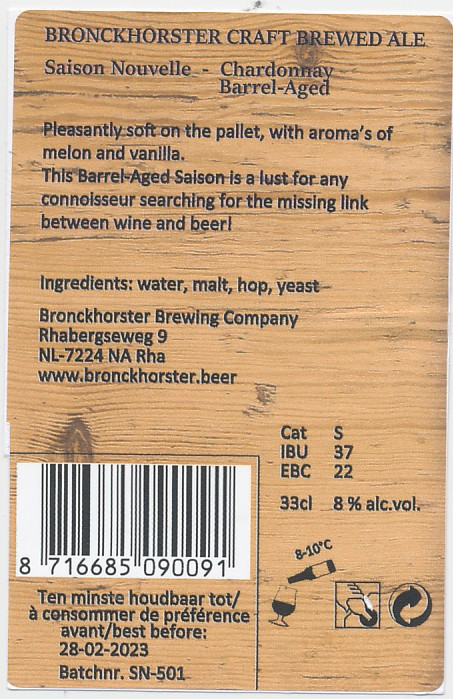 BRONCKHORSTER CRAFT BREWED ALE
Saison Nouvelle - Chardonnay
Barrel-Aged
Pleasantly soft on the pallet, with aroma's of
melon and vanilla.
This Barrel-Aged Saison is a lust for any
connoisseur searching for the missing link
between wine and beer!
Ingredients: water, malt, hop, yeast
Bronckhorster Brewing Company
Rhabergseweg 9
NL-7224 NA Rha
www.bronckhorster.beer
Cat S
IBU 37
EBC 22
33cl 8 % alc.vol.
8-10°C
8 716685 090091
Ten minste houdbaar tot/
à consommer de préférence
avant/best before:
28-02-2023
Batchnr. SN-501